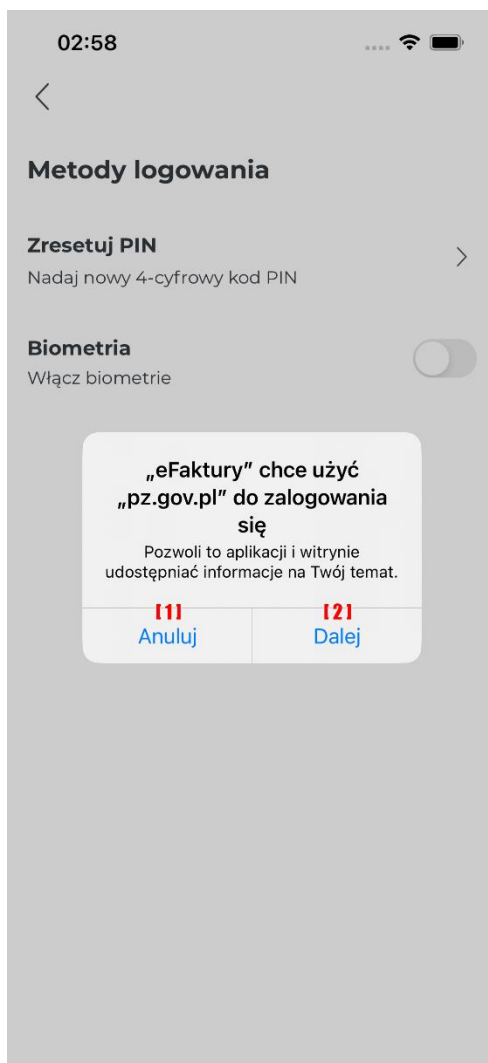 02:58
Metody logowania
Zresetuj PIN
Nadaj nowy 4-cyfrowy kod PIN
Biometria
Włącz biometrie
„eFaktury” chce użyć
„pz.gov.pl” do zalogowania
się
Pozwoli to aplikacji i witrynie
udostępniać informacje na Twój temat.
[1] [2]
Anuluj Dalej